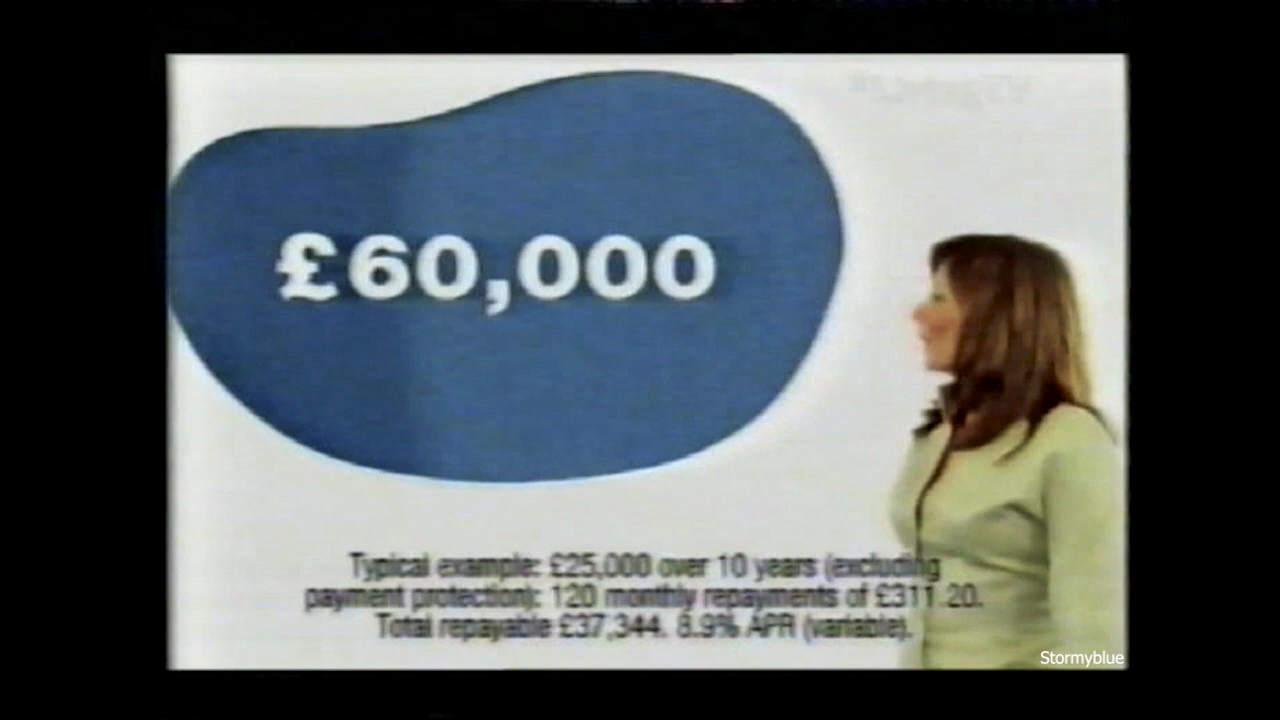 £60,000
Typical example: £25,000 over 10 years (excluding
payment protection): 120 monthly repayments of £311.20.
Total repayable £37,344. 8.9% APR (variable).
Stormyblue